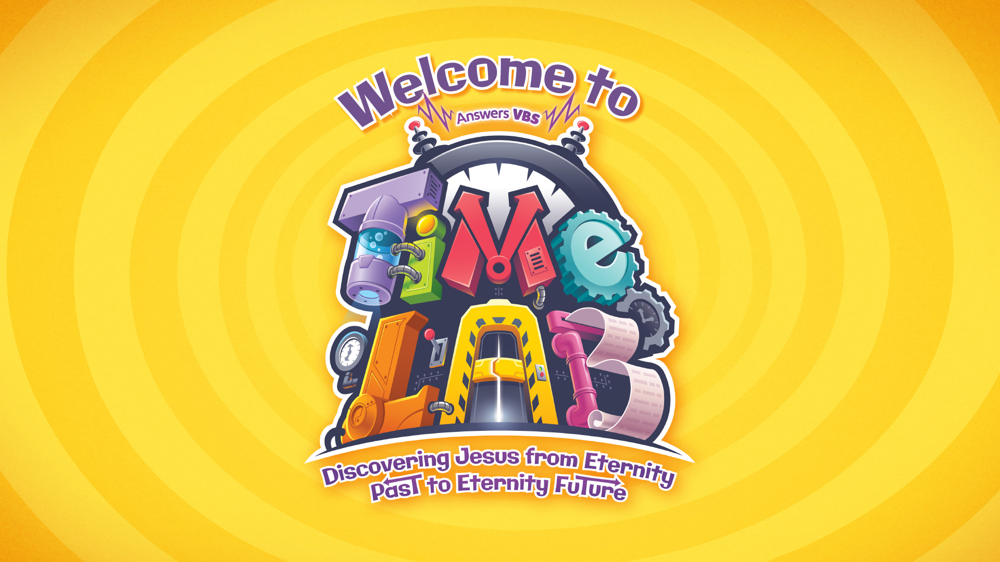 Welcome to
Answers VBS
TiMe
LAB
Discovering Jesus from Eternity
Past to Eternity Future